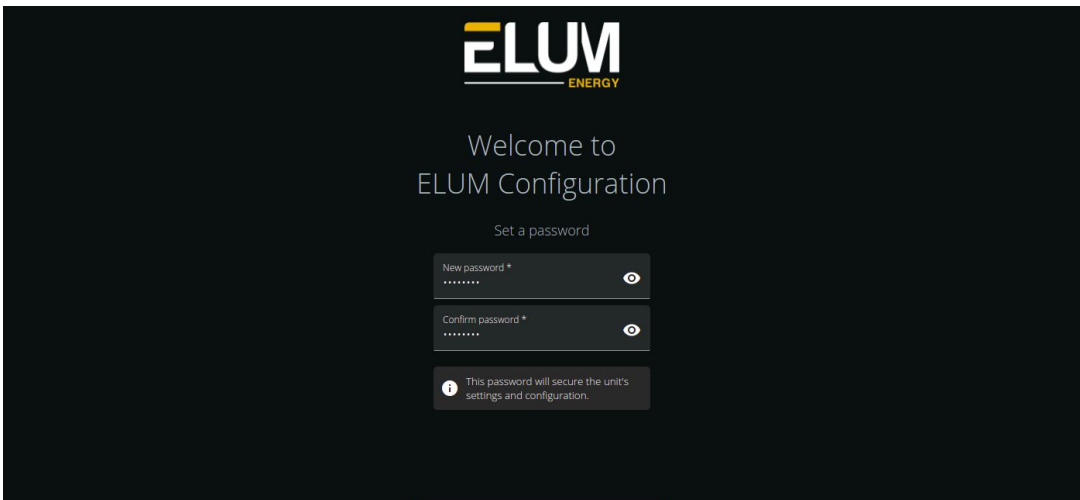 ELUM
ENERGY
Welcome to
ELUM Configuration
Set a password
New password *
••••••••
Confirm password *
••••••••
This password will secure the unit's
settings and configuration.